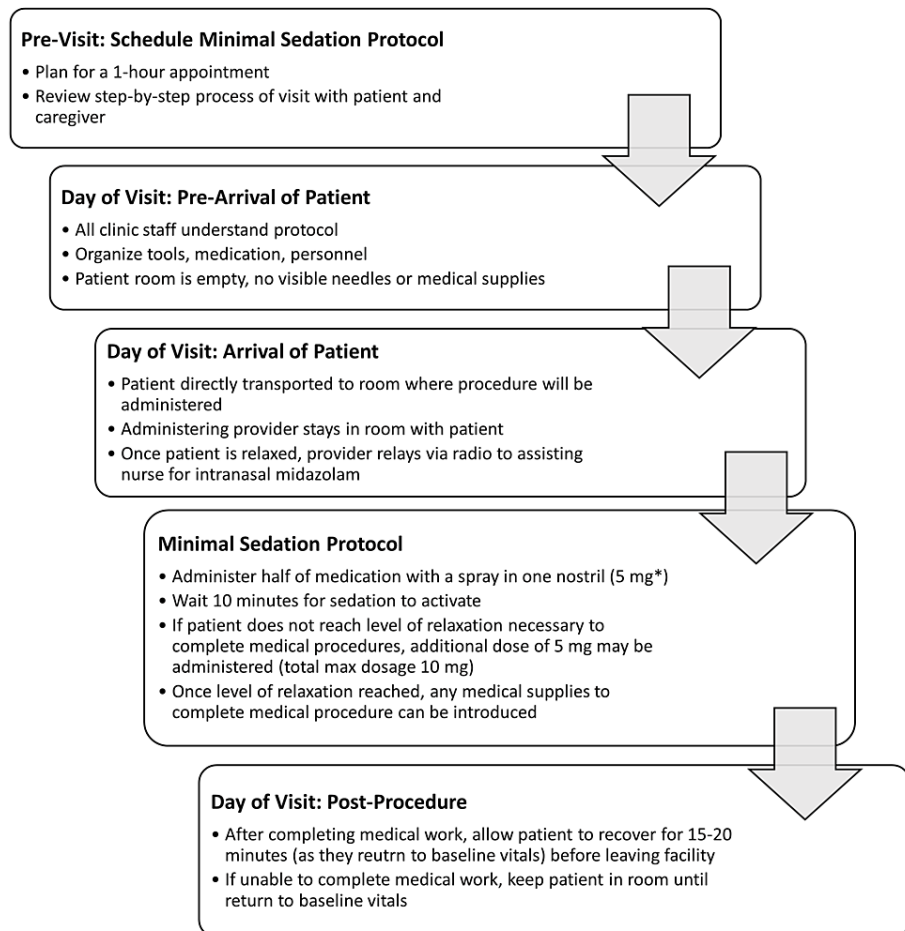 Pre-Visit: Schedule Minimal Sedation Protocol
• Plan for a 1-hour appointment
• Review step-by-step process of visit with patient and
caregiver
Day of Visit: Pre-Arrival of Patient
• All clinic staff understand protocol
• Organize tools, medication, personnel
• Patient room is empty, no visible needles or medical supplies
Day of Visit: Arrival of Patient
• Patient directly transported to room where procedure will be
administered
• Administering provider stays in room with patient
• Once patient is relaxed, provider relays via radio to assisting
nurse for intranasal midazolam
Minimal Sedation Protocol
• Administer half of medication with a spray in one nostril (5 mg*)
• Wait 10 minutes for sedation to activate
• If patient does not reach level of relaxation necessary to
complete medical procedures, additional dose of 5 mg may be
administered (total max dosage 10 mg)
• Once level of relaxation reached, any medical supplies to
complete medical procedure can be introduced
Day of Visit: Post-Procedure
• After completing medical work, allow patient to recover for 15-20
minutes (as they reutrn to baseline vitals) before leaving facility
• If unable to complete medical work, keep patient in room until
return to baseline vitals